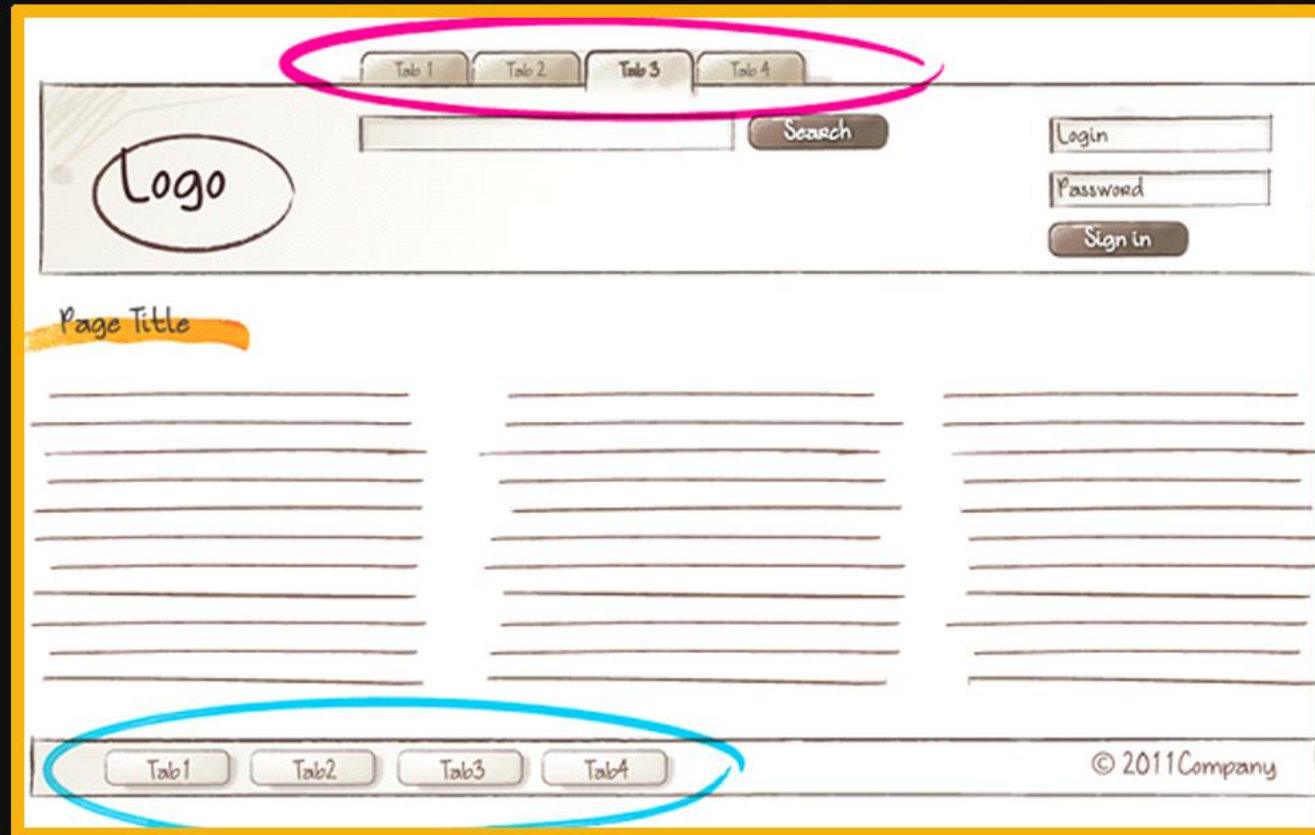 Tab 1 Tab 2 Tab 3 Tab 4
Search
Login
Logo
Password
Sign in
Page Title
Tab1 Tab2 Tab3 Tab4
© 2011Company